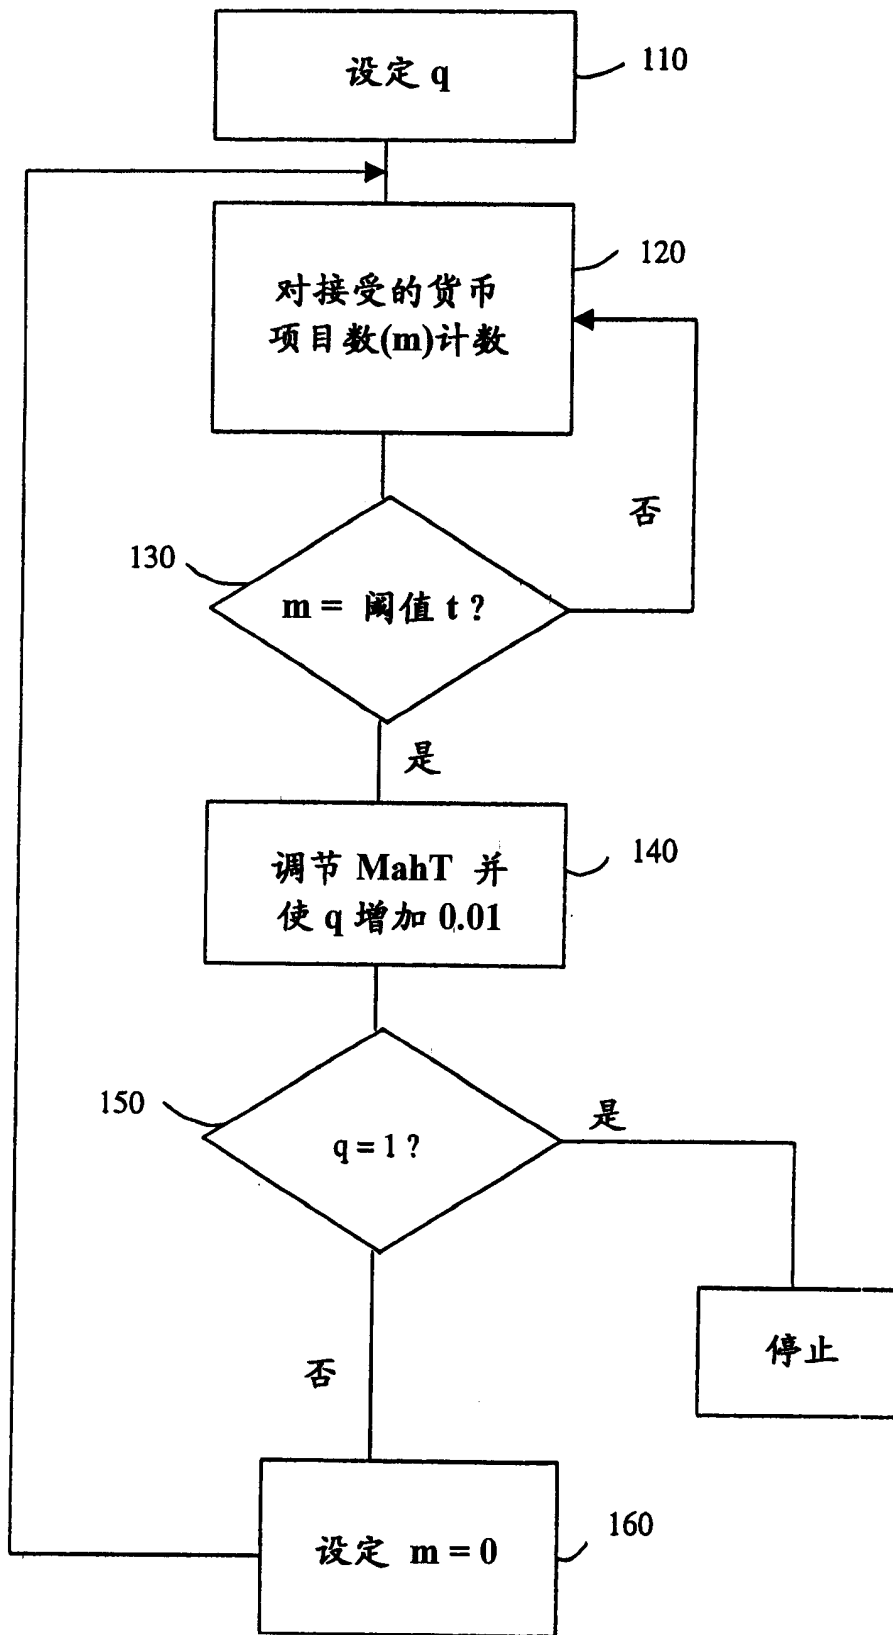 设定 q
110
120
对接受的货币
项目数(m)计数
否
130
m = 阈值 t ?
是
140
调节 MahT 并
使 q 增加 0.01
150
q = 1 ?
是
停止
否
设定 m = 0
160